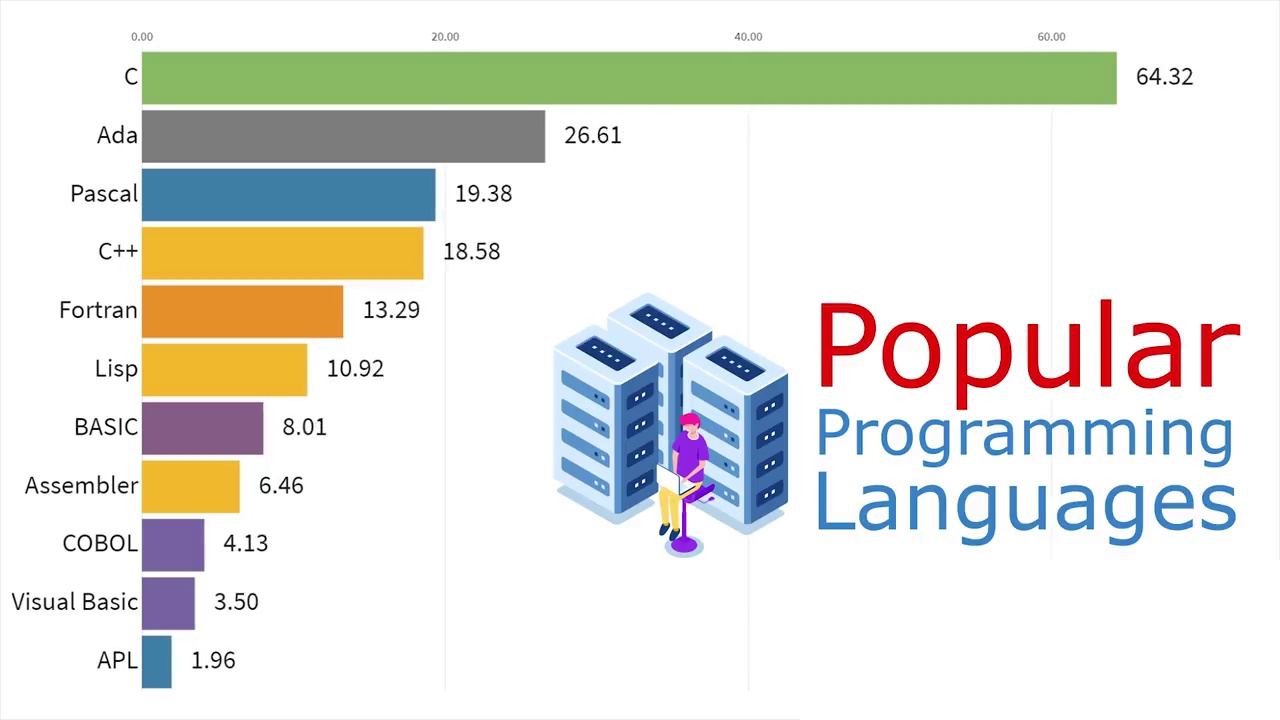 0.00 20.00 40.00 60.00
C 64.32
Ada 26.61
Pascal 19.38
C++ 18.58
Fortran 13.29
Lisp 10.92
BASIC 8.01
Assembler 6.46
COBOL 4.13
Visual Basic 3.50
APL 1.96
Popular
Programming
Languages